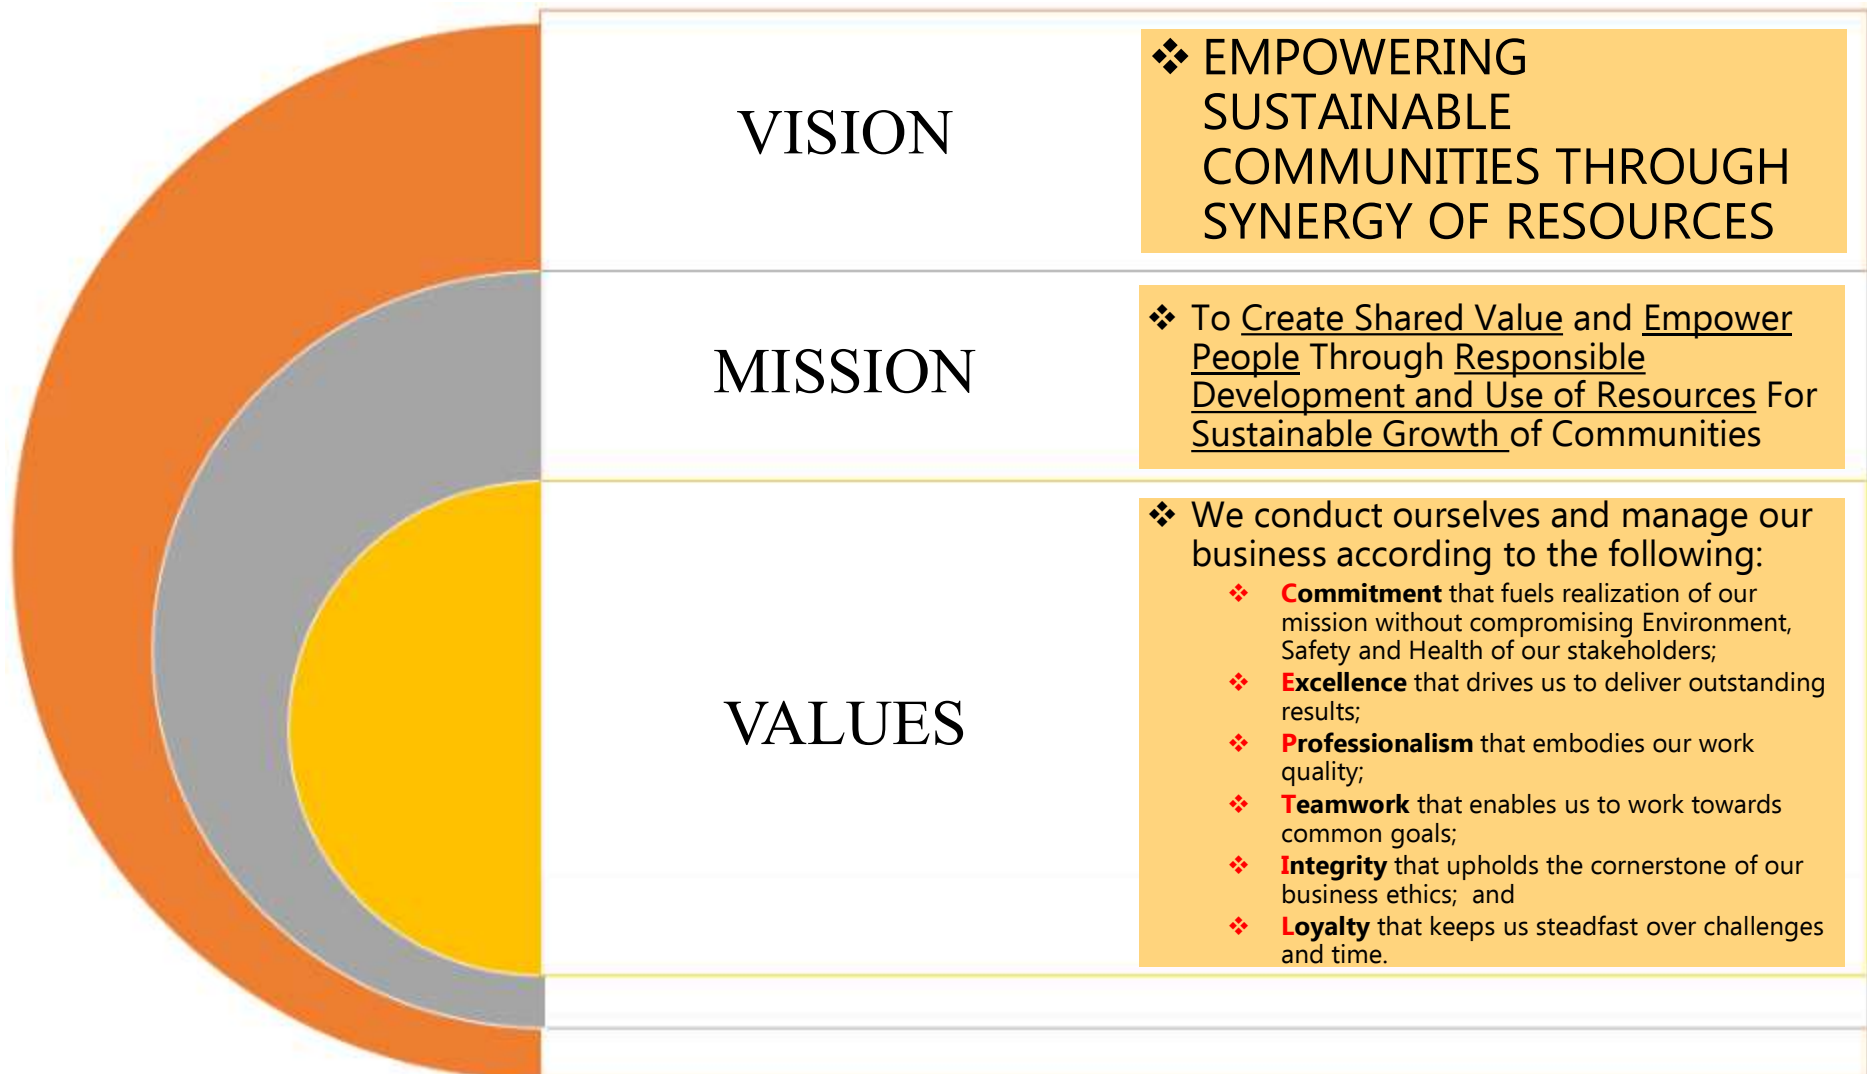 VISION
❖ EMPOWERING
SUSTAINABLE
COMMUNITIES THROUGH
SYNERGY OF RESOURCES
MISSION
❖ To Create Shared Value and Empower
People Through Responsible
Development and Use of Resources For
Sustainable Growth of Communities
VALUES
❖ We conduct ourselves and manage our
business according to the following:
❖ Commitment that fuels realization of our
mission without compromising Environment,
Safety and Health of our stakeholders;
❖ Excellence that drives us to deliver outstanding
results;
❖ Professionalism that embodies our work
quality;
❖ Teamwork that enables us to work towards
common goals;
❖ Integrity that upholds the cornerstone of our
business ethics; and
❖ Loyalty that keeps us steadfast over challenges
and time.